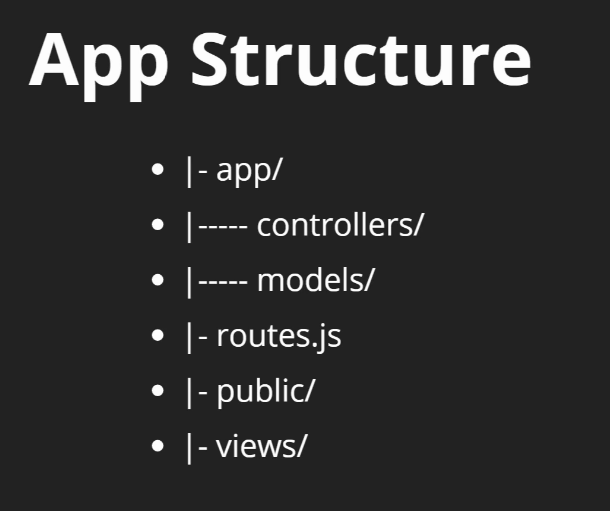 App Structure
• |- app/
• |----- controllers/
• |----- models/
• |- routes.js
• |- public/
• |- views/